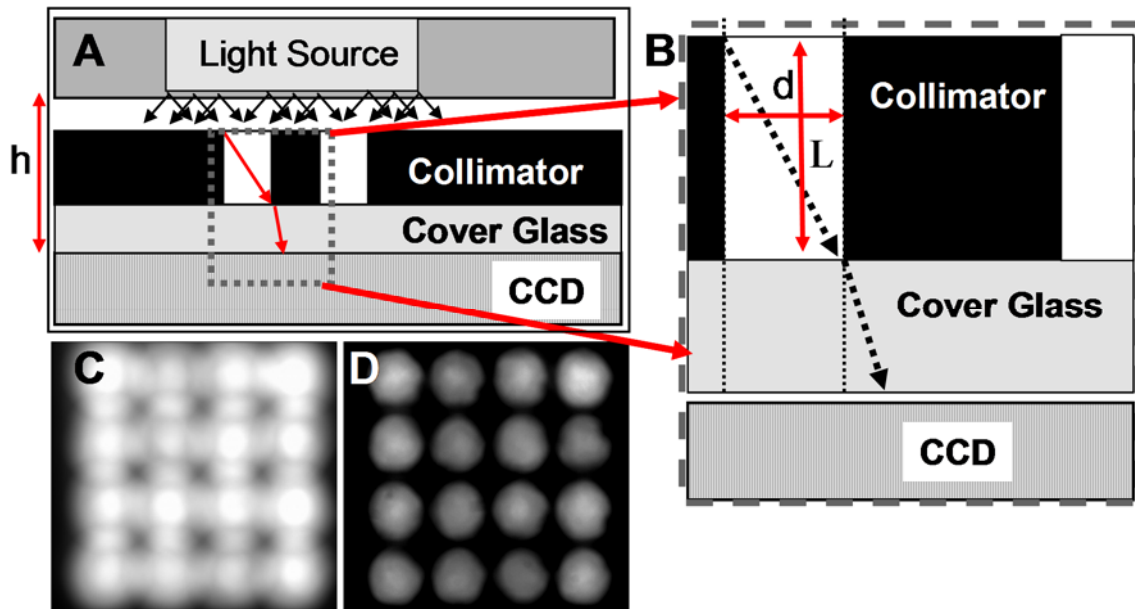 A
Light Source
h
Collimator
Cover Glass
CCD
B
d
L
Collimator
Cover Glass
CCD
C
D